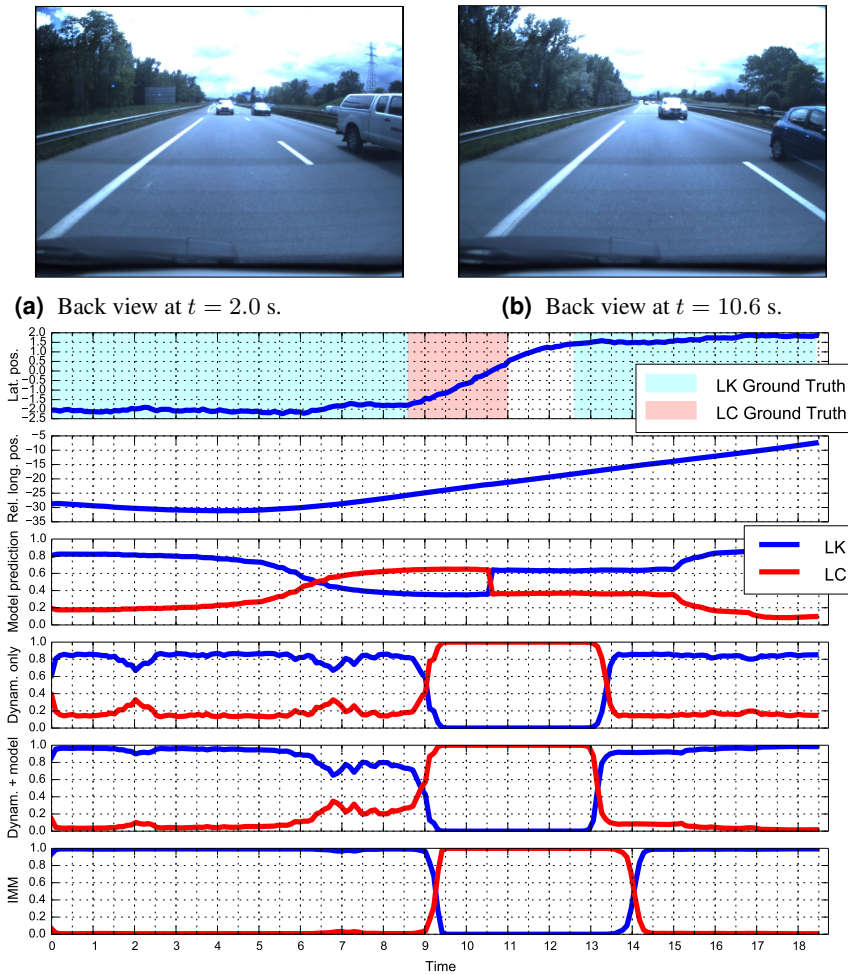 (a) Back view at t = 2.0 s.
(b) Back view at t = 10.6 s.
Lat. pos.
2.0
1.5
1.0
0.5
0.0
−0.5
−1.0
−1.5
−2.0
−2.5
LK Ground Truth
LC Ground Truth
Rel. long. pos.
−5
−10
−15
−20
−25
−30
−35
Model prediction
1.0
0.8
0.6
0.4
0.2
0.0
LK
LC
Dynam. only
1.0
0.8
0.6
0.4
0.2
0.0
Dynam. + model
1.0
0.8
0.6
0.4
0.2
0.0
IMM
1.0
0.8
0.6
0.4
0.2
0.0
0 1 2 3 4 5 6 7 8 9 10 11 12 13 14 15 16 17 18
Time